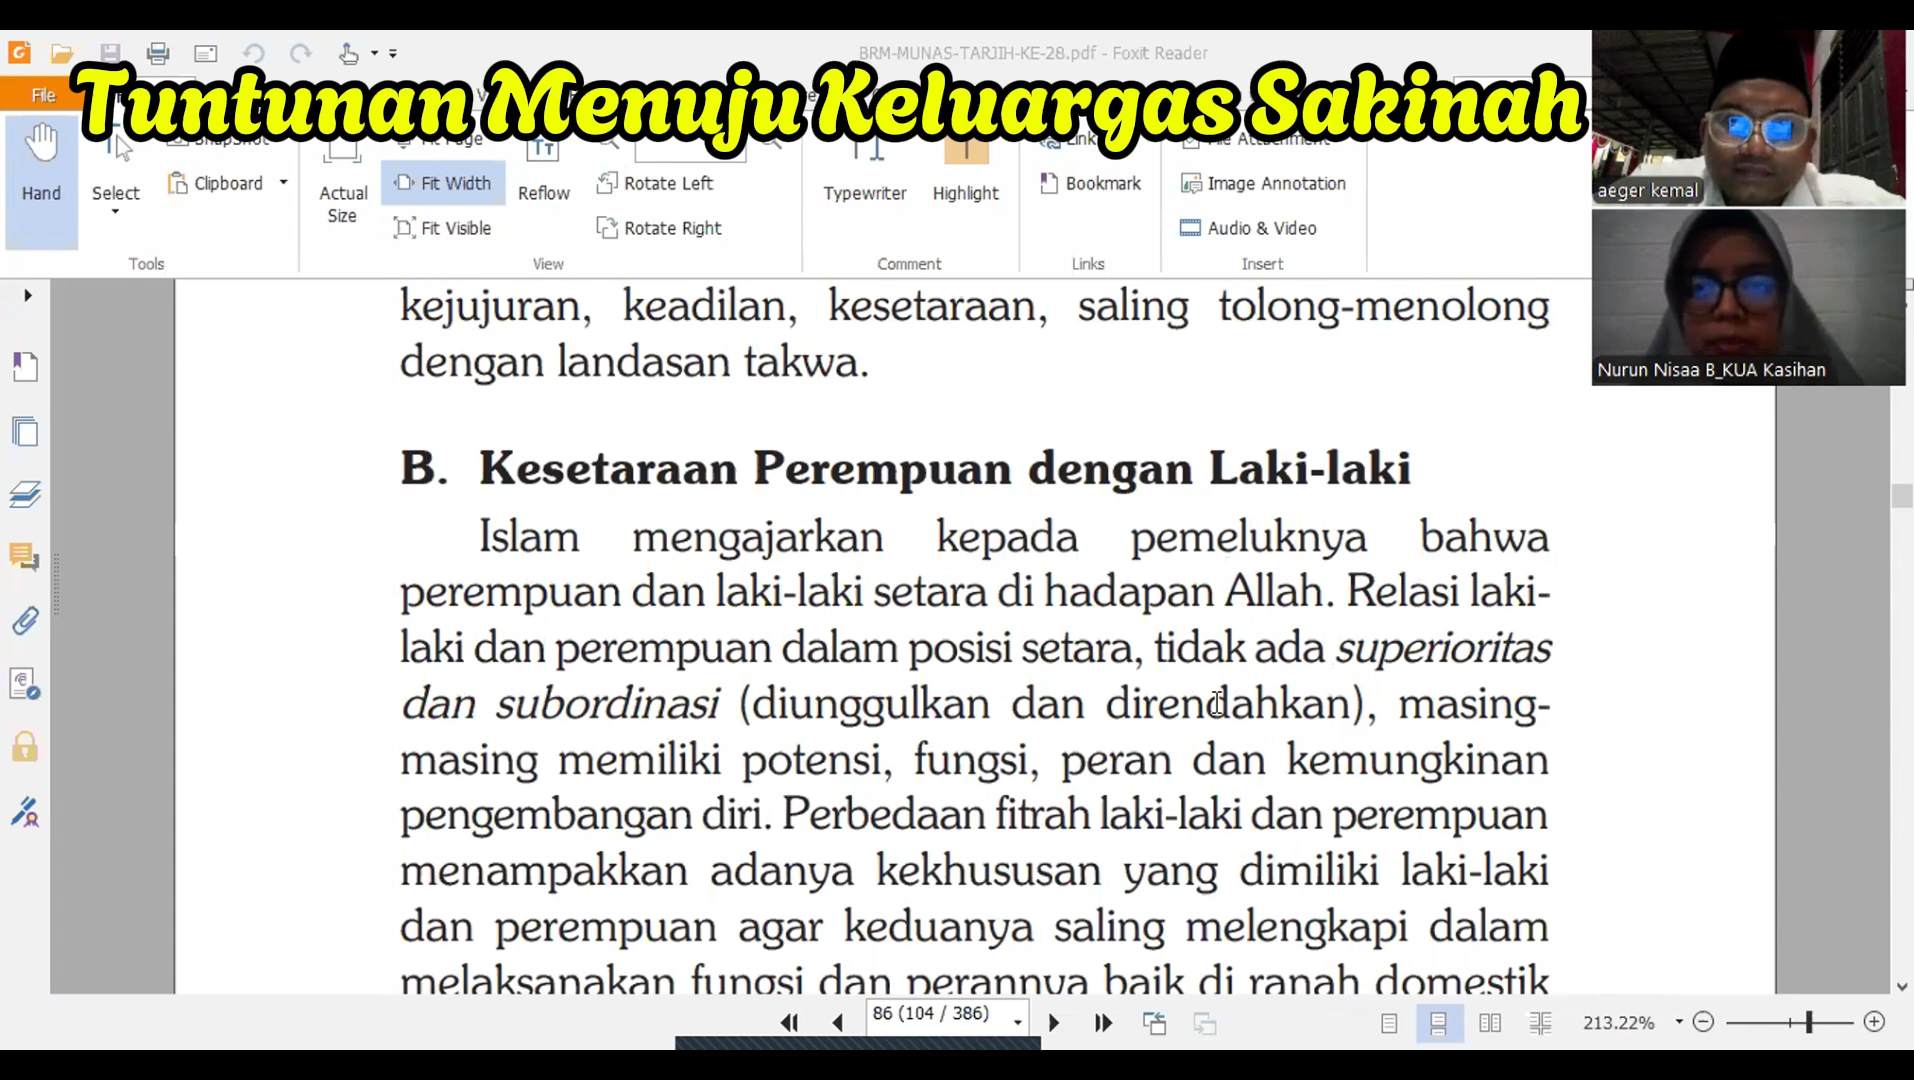 BRM-MUNAS-TARJIH-KE-28.pdf - Foxit Reader
Tuntunan Menuju Keluargas Sakinah
File
Hand
Select
SnapShot
Clipboard
Tools
Actual Size
Fit Page
Fit Width
Fit Visible
Reflow
Rotate Left
Rotate Right
View
Typewriter
Highlight
Comment
Link
Bookmark
Links
File Attachment
Image Annotation
Audio & Video
Insert
aeger kemal
Nurun Nisaa B_KUA Kasihan
kejujuran, keadilan, kesetaraan, saling tolong-menolong
dengan landasan takwa.
B. Kesetaraan Perempuan dengan Laki-laki
Islam mengajarkan kepada pemeluknya bahwa
perempuan dan laki-laki setara di hadapan Allah. Relasi laki-
laki dan perempuan dalam posisi setara, tidak ada superioritas
dan subordinasi (diunggulkan dan direndahkan), masing-
masing memiliki potensi, fungsi, peran dan kemungkinan
pengembangan diri. Perbedaan fitrah laki-laki dan perempuan
menampakkan adanya kekhususan yang dimiliki laki-laki
dan perempuan agar keduanya saling melengkapi dalam
melaksanakan fungsi dan perannya baik di ranah domestik
86 (104 / 386)
213.22%